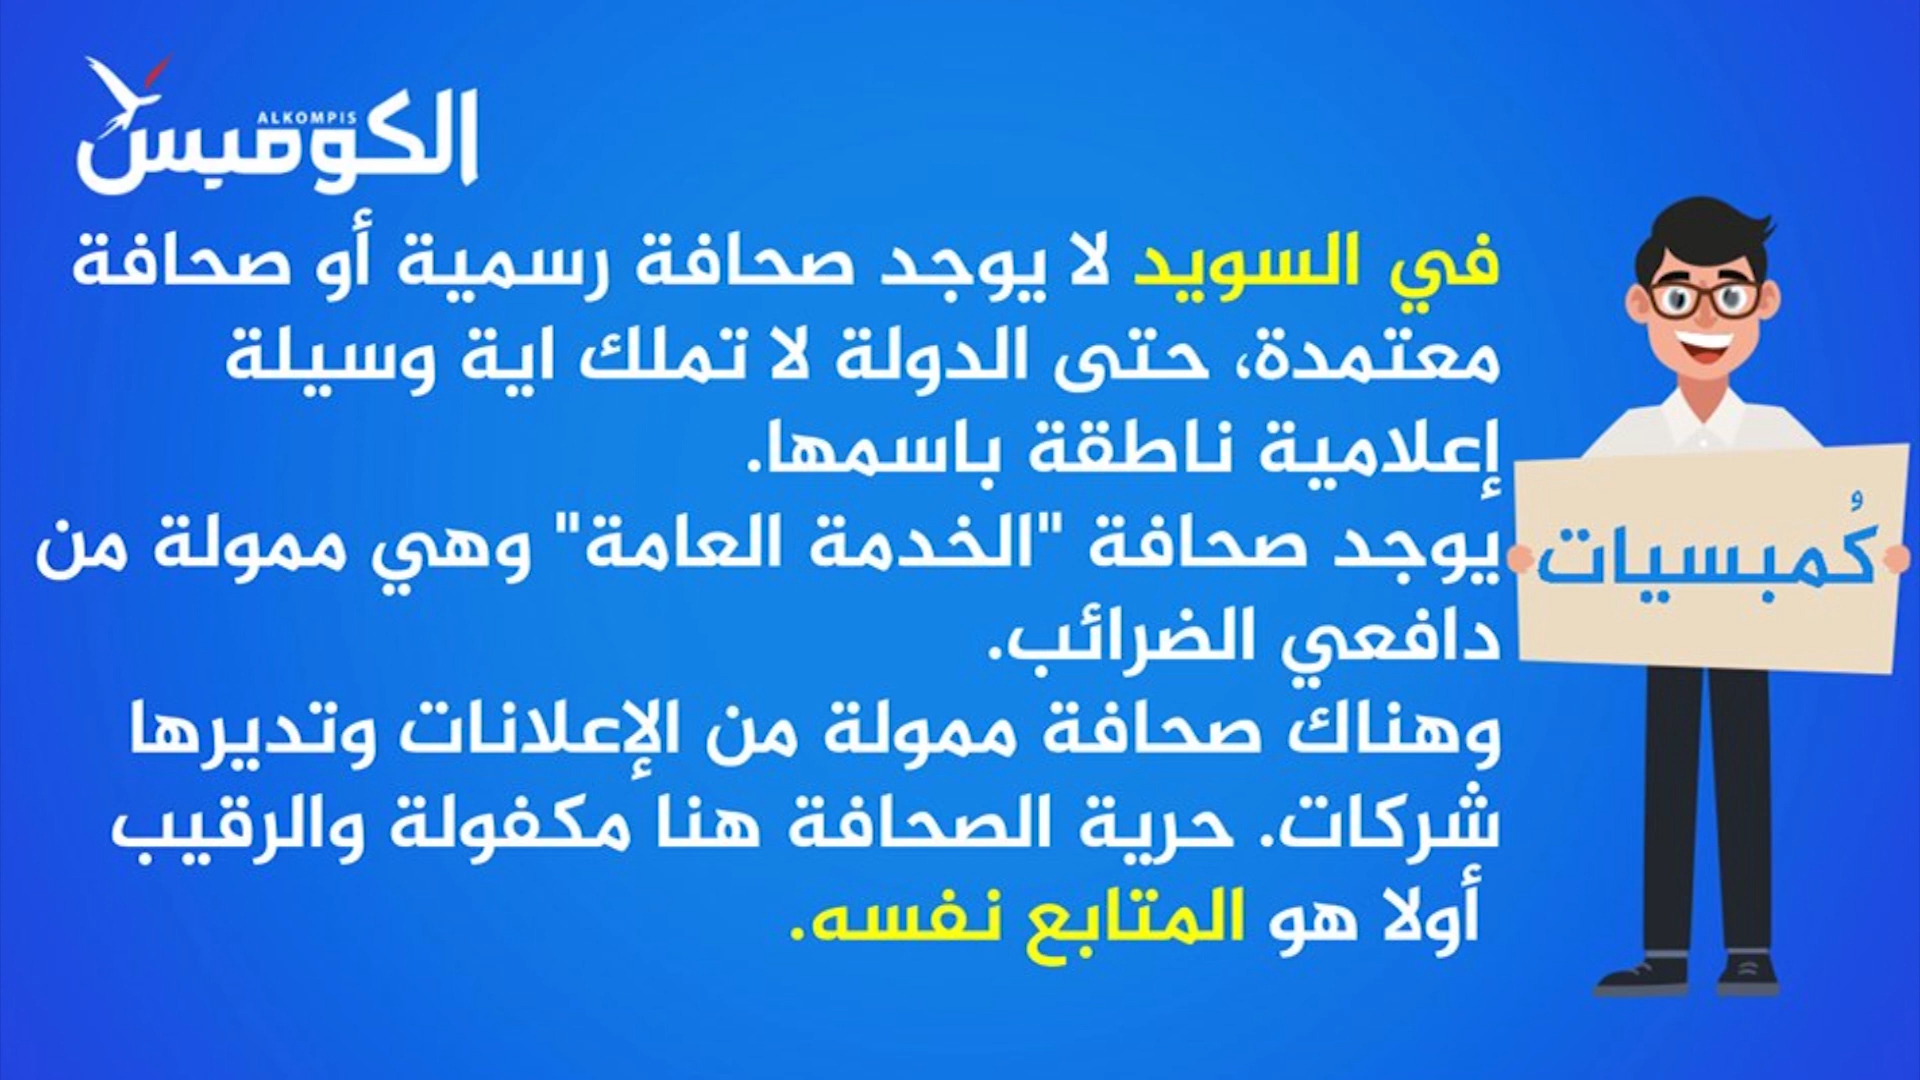 الكومبس
ALKOMPIS
في السويد لا يوجد صحافة رسمية أو صحافة
معتمدة، حتى الدولة لا تملك اية وسيلة
إعلامية ناطقة باسمها.
يوجد صحافة "الخدمة العامة" وهي ممولة من
دافعي الضرائب.
وهناك صحافة ممولة من الإعلانات وتديرها
شركات. حرية الصحافة هنا مكفولة والرقيب
أولا هو المتابع نفسه.
كُمبسيات